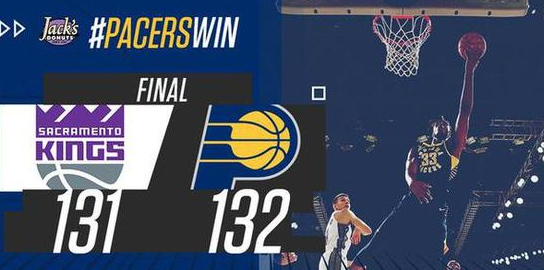 Jack's
DONUTS
#PACERSWIN
FINAL
SACRAMENTO
KINGS
131
132
33